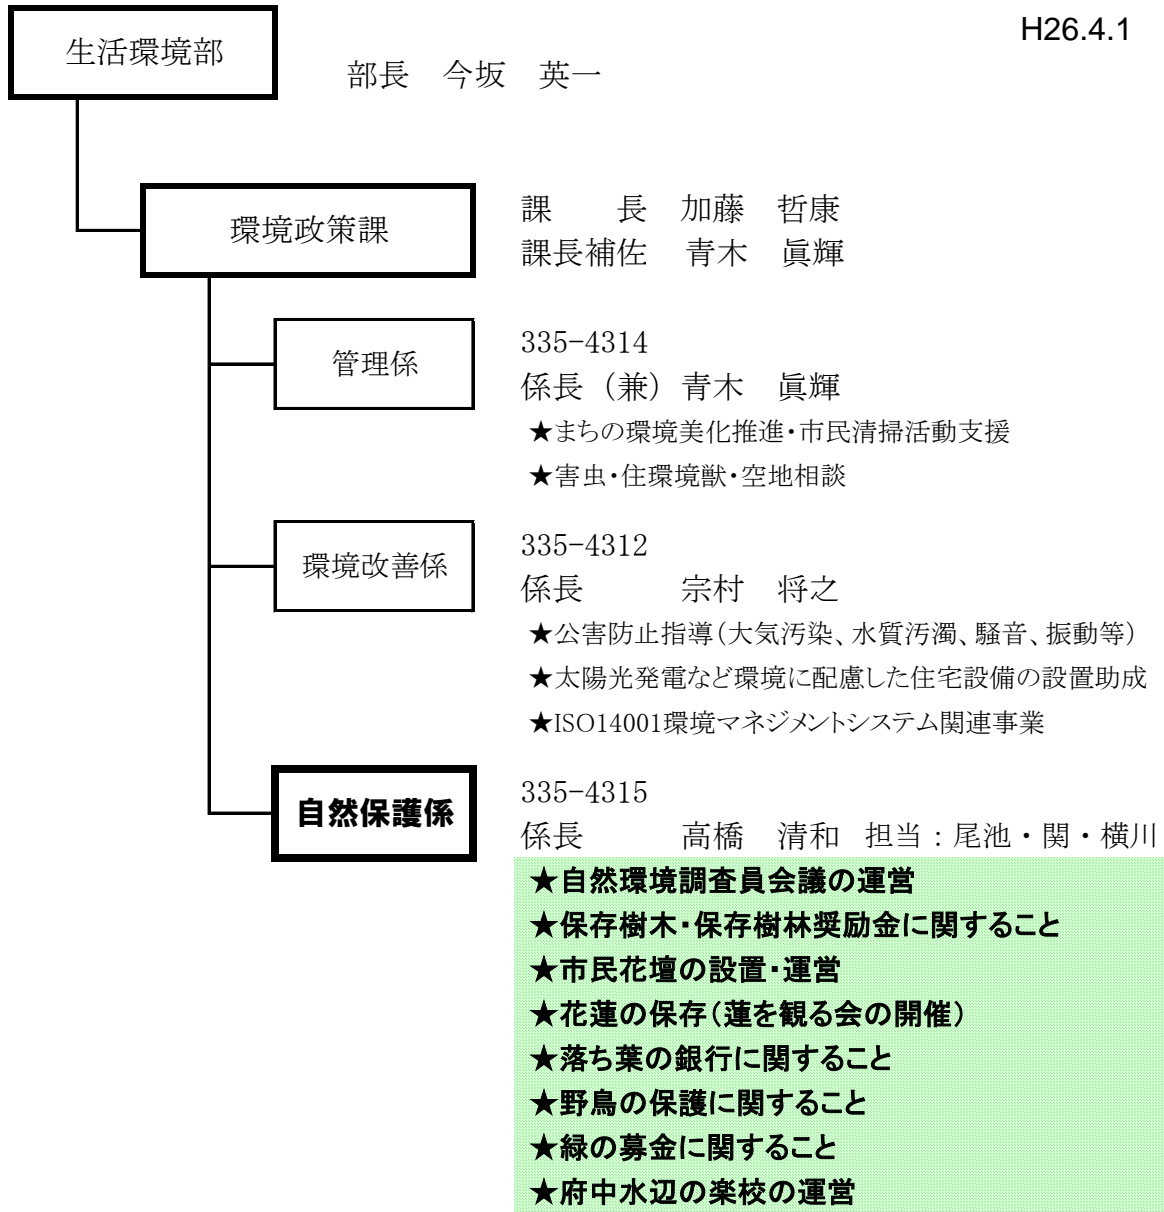 H26.4.1
生活環境部
部長　今坂　英一
環境政策課
課　　長　加藤　哲康
課長補佐　青木　眞輝
管理係
335-4314
係長（兼）青木　眞輝
★まちの環境美化推進・市民清掃活動支援
★害虫・住環境獣・空地相談
環境改善係
335-4312
係長　　　宗村　将之
★公害防止指導（大気汚染、水質汚濁、騒音、振動等）
★太陽光発電など環境に配慮した住宅設備の設置助成
★ISO14001環境マネジメントシステム関連事業
自然保護係
335-4315
係長　　　高橋　清和　担当：尾池・関・横川
★自然環境調査員会議の運営
★保存樹木・保存樹林奨励金に関すること
★市民花壇の設置・運営
★花蓮の保存（蓮を観る会の開催）
★落ち葉の銀行に関すること
★野鳥の保護に関すること
★緑の募金に関すること
★府中水辺の楽校の運営